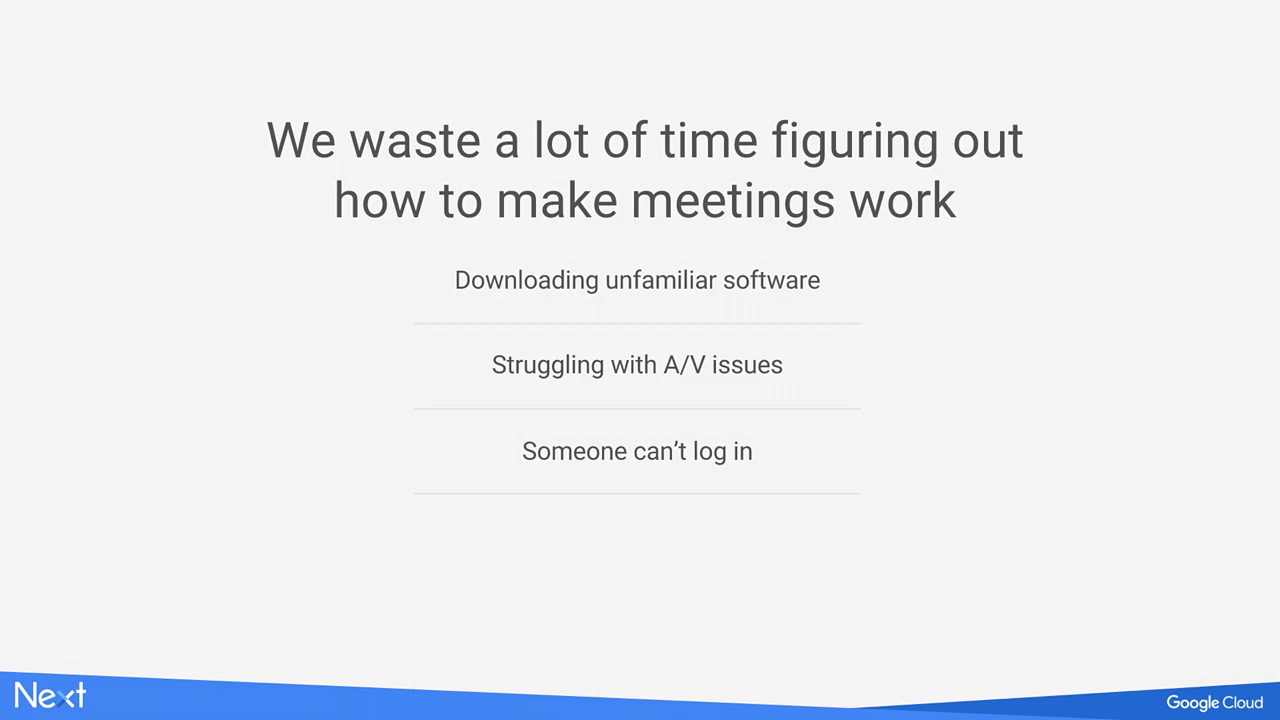 We waste a lot of time figuring out
how to make meetings work
Downloading unfamiliar software
Struggling with A/V issues
Someone can’t log in
Next
Google Cloud